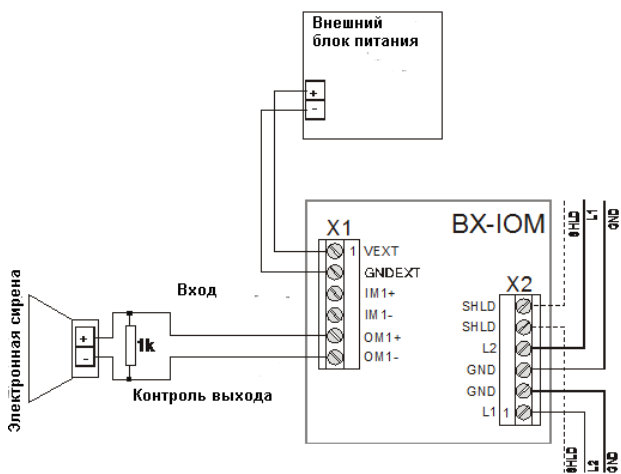 Внешний
блок питания
+
-
BX-IOM
X1
1 VEXT
GNDEXT
IM1+
IM1-
OM1+
OM1-
X2
SHLD
SHLD
L2
GND
GND
L1 1
SHLD
L1
GND
SHLD
L2
GND
Вход
Электронная сирена
+
-
1k
Контроль выхода